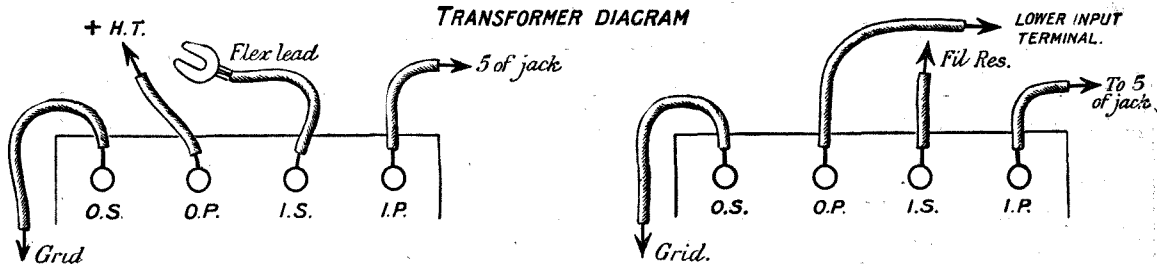 TRANSFORMER DIAGRAM
+ H.T.
Flex lead
5 of jack
O.S.
O.P.
I.S.
I.P.
Grid
LOWER INPUT
TERMINAL.
Fil Res.
To 5
of jack
O.S.
O.P.
I.S.
I.P.
Grid.